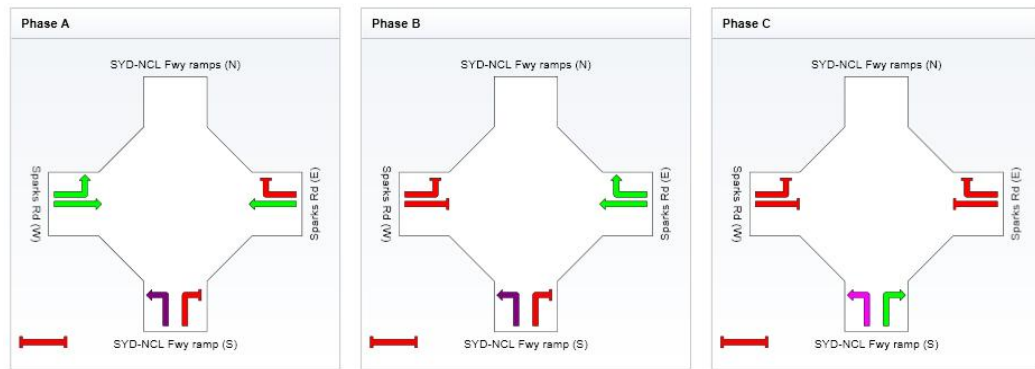 Phase A
SYD-NCL Fwy ramps (N)
Sparks Rd (W)
Sparks Rd (E)
SYD-NCL Fwy ramp (S)
Phase B
SYD-NCL Fwy ramps (N)
Sparks Rd (W)
Sparks Rd (E)
SYD-NCL Fwy ramp (S)
Phase C
SYD-NCL Fwy ramps (N)
Sparks Rd (W)
Sparks Rd (E)
SYD-NCL Fwy ramp (S)